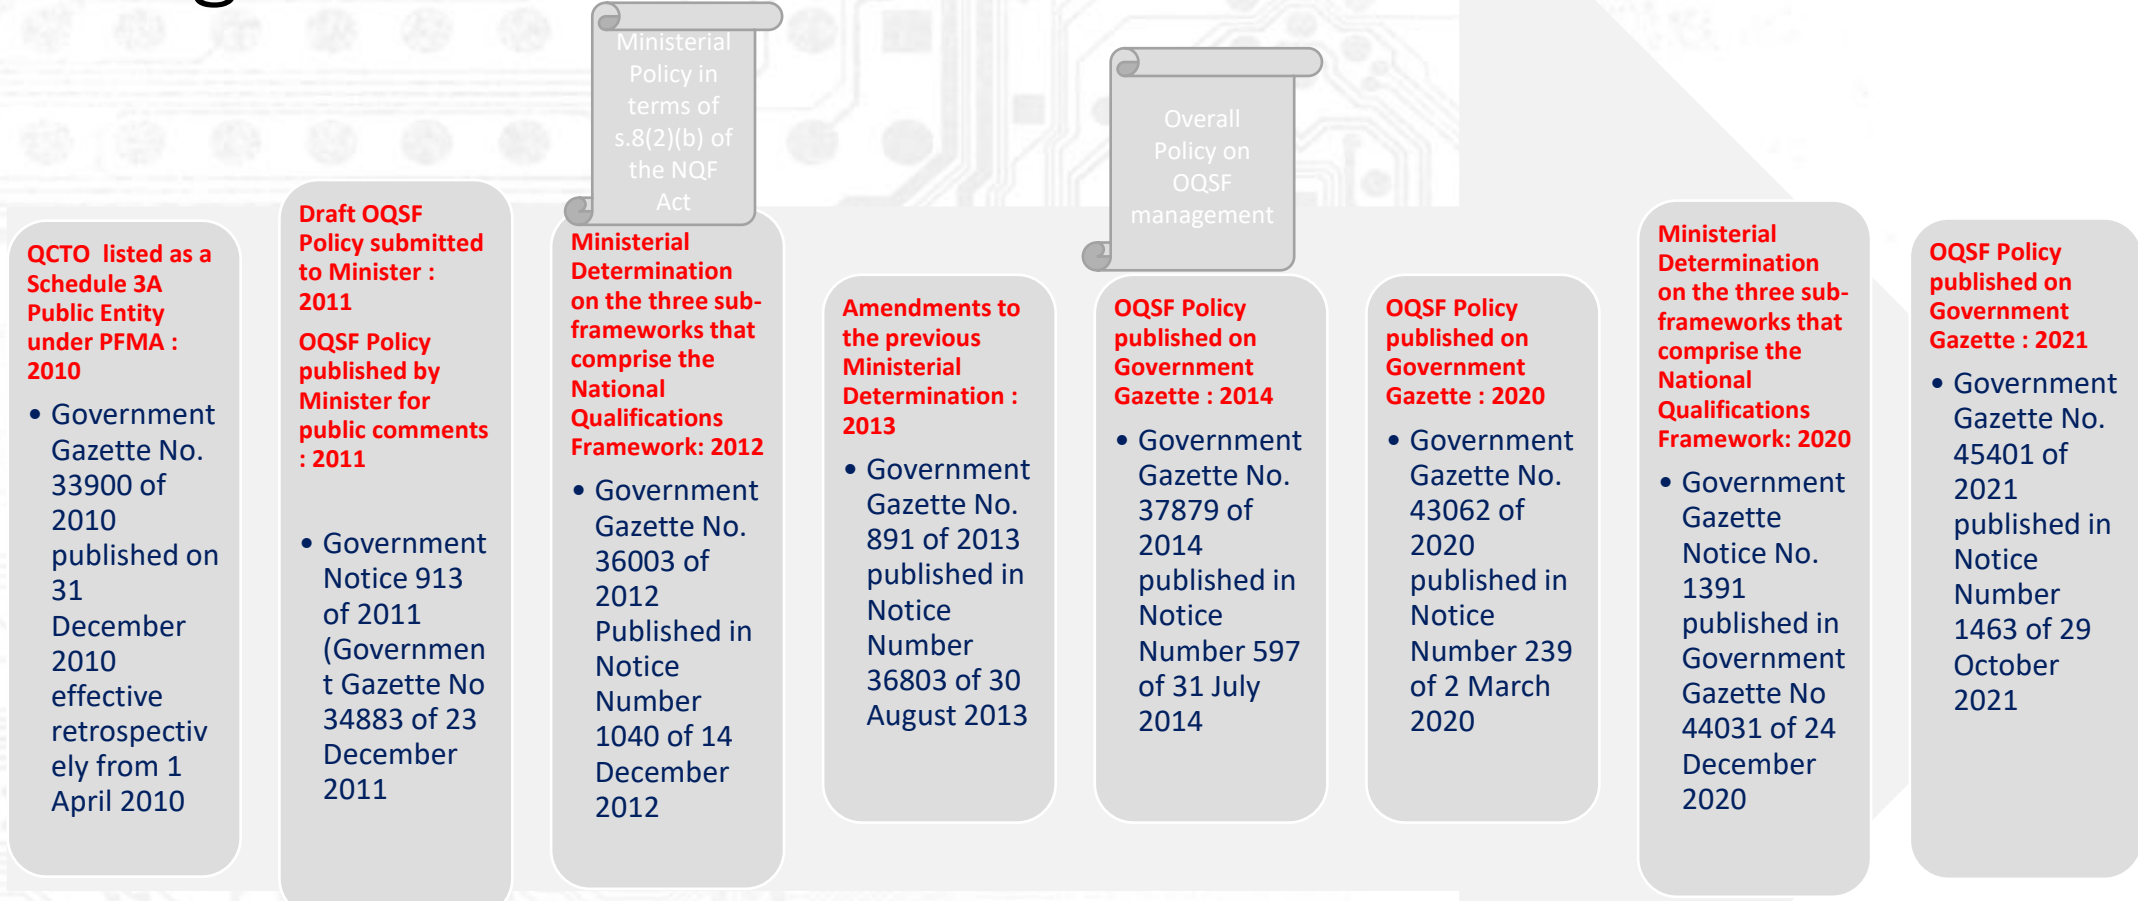 Ministerial
Policy in
terms of
s.8(2)(b) of
the NQF
Act
Overall
Policy on
OQSF
management
QCTO listed as a
Schedule 3A
Public Entity
under PFMA :
2010
• Government
Gazette No.
33900 of
2010
published on
31
December
2010
effective
retrospectiv
ely from 1
April 2010
Draft OQSF
Policy submitted
to Minister :
2011
OQSF Policy
published by
Minister for
public comments
: 2011
• Government
Notice 913
of 2011
(Governmen
t Gazette No
34883 of 23
December
2011
Ministerial
Determination
on the three sub-
frameworks that
comprise the
National
Qualifications
Framework: 2012
• Government
Gazette No.
36003 of
2012
Published in
Notice
Number
1040 of 14
December
2012
Amendments to
the previous
Ministerial
Determination :
2013
• Government
Gazette No.
891 of 2013
published in
Notice
Number
36803 of 30
August 2013
OQSF Policy
published on
Government
Gazette : 2014
• Government
Gazette No.
37879 of
2014
published in
Notice
Number 597
of 31 July
2014
OQSF Policy
published on
Government
Gazette : 2020
• Government
Gazette No.
43062 of
2020
published in
Notice
Number 239
of 2 March
2020
Ministerial
Determination
on the three sub-
frameworks that
comprise the
National
Qualifications
Framework: 2020
• Government
Gazette
Notice No.
1391
published in
Government
Gazette No
44031 of 24
December
2020
OQSF Policy
published on
Government
Gazette : 2021
• Government
Gazette No.
45401 of
2021
published in
Notice
Number
1463 of 29
October
2021